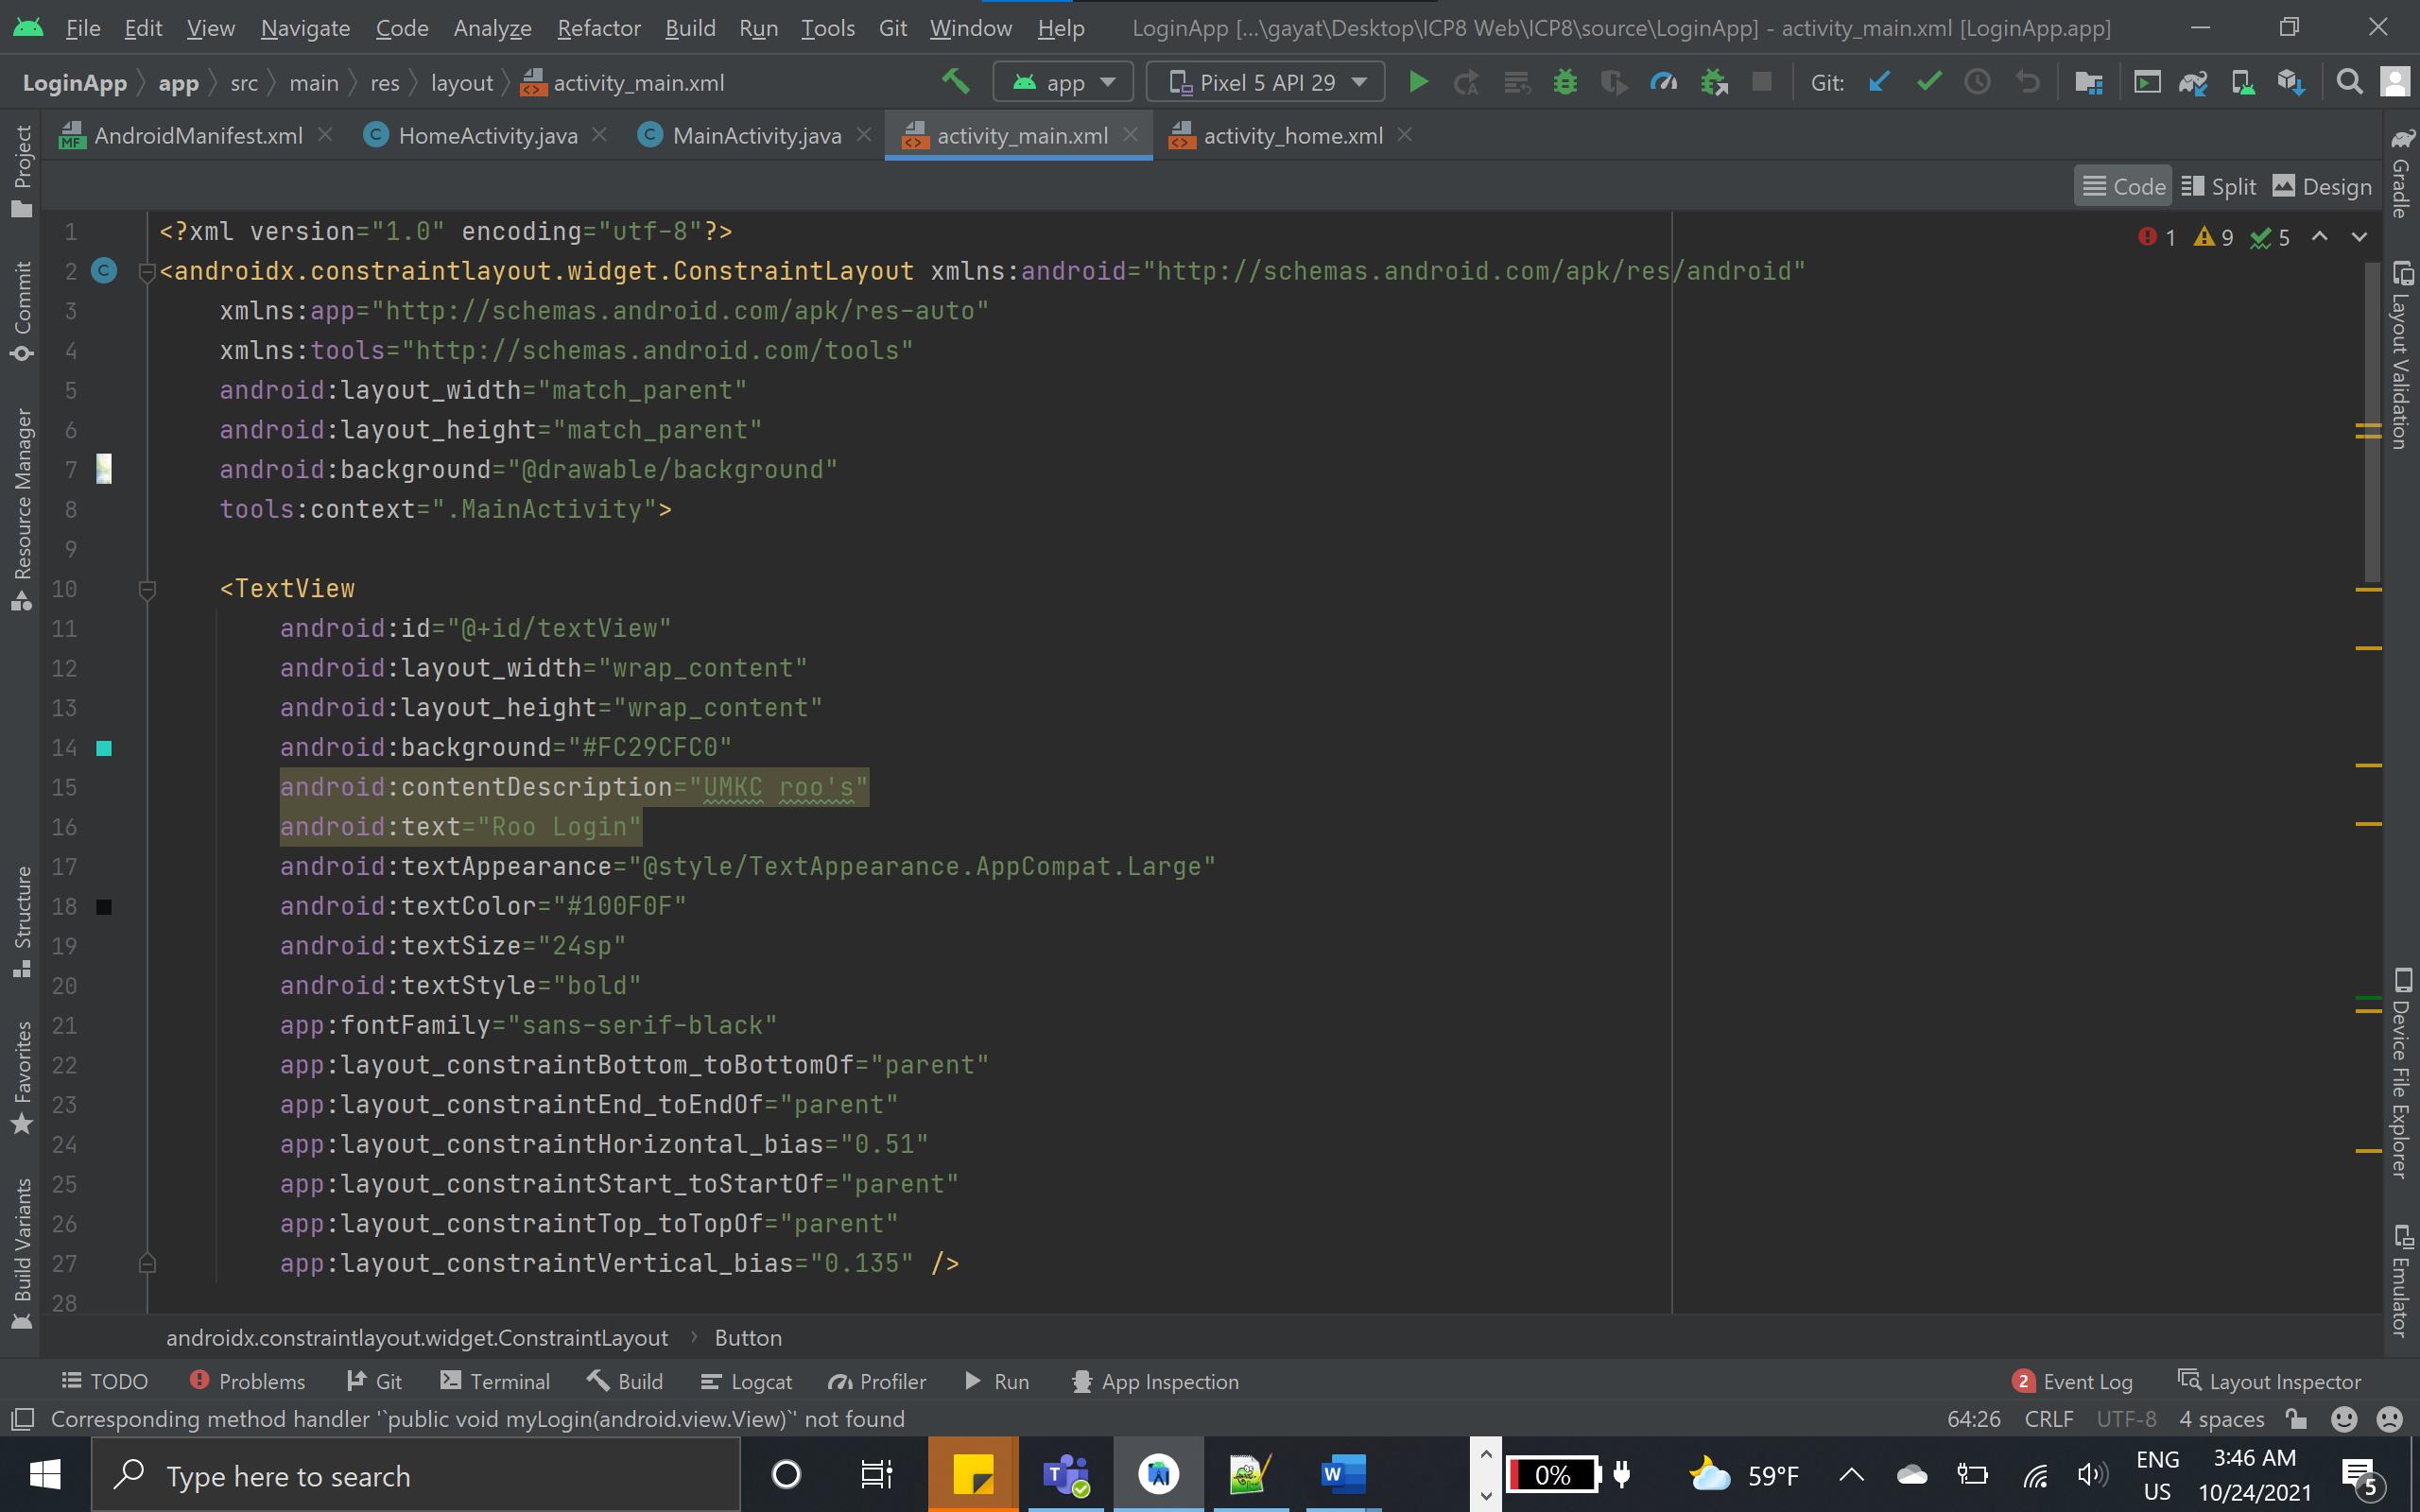 File Edit View Navigate Code Analyze Refactor Build Run Tools Git Window Help LoginApp [...\gayat\Desktop\ICP8 Web\ICP8\source\LoginApp] - activity_main.xml [LoginApp.app]
LoginApp app src main res layout activity_main.xml app Pixel 5 API 29 Git:
AndroidManifest.xml HomeActivity.java MainActivity.java activity_main.xml activity_home.xml
Code Split Design
1 9 5
1 <?xml version="1.0" encoding="utf-8"?>
2 <androidx.constraintlayout.widget.ConstraintLayout xmlns:android="http://schemas.android.com/apk/res/android"
3 xmlns:app="http://schemas.android.com/apk/res-auto"
4 xmlns:tools="http://schemas.android.com/tools"
5 android:layout_width="match_parent"
6 android:layout_height="match_parent"
7 android:background="@drawable/background"
8 tools:context=".MainActivity">
9
10 <TextView
11 android:id="@+id/textView"
12 android:layout_width="wrap_content"
13 android:layout_height="wrap_content"
14 android:background="#FC29CFC0"
15 android:contentDescription="UMKC roo's"
16 android:text="Roo Login"
17 android:textAppearance="@style/TextAppearance.AppCompat.Large"
18 android:textColor="#100F0F"
19 android:textSize="24sp"
20 android:textStyle="bold"
21 app:fontFamily="sans-serif-black"
22 app:layout_constraintBottom_toBottomOf="parent"
23 app:layout_constraintEnd_toEndOf="parent"
24 app:layout_constraintHorizontal_bias="0.51"
25 app:layout_constraintStart_toStartOf="parent"
26 app:layout_constraintTop_toTopOf="parent"
27 app:layout_constraintVertical_bias="0.135" />
28
Project
Commit
Resource Manager
Structure
Favorites
Build Variants
Gradle
Layout Validation
Device File Explorer
Emulator
androidx.constraintlayout.widget.ConstraintLayout Button
TODO Problems Git Terminal Build Logcat Profiler Run App Inspection 2 Event Log Layout Inspector
Corresponding method handler '`public void myLogin(android.view.View)`' not found 64:26 CRLF UTF-8 4 spaces
Type here to search 0% 59°F ENG US 3:46 AM 10/24/2021 5